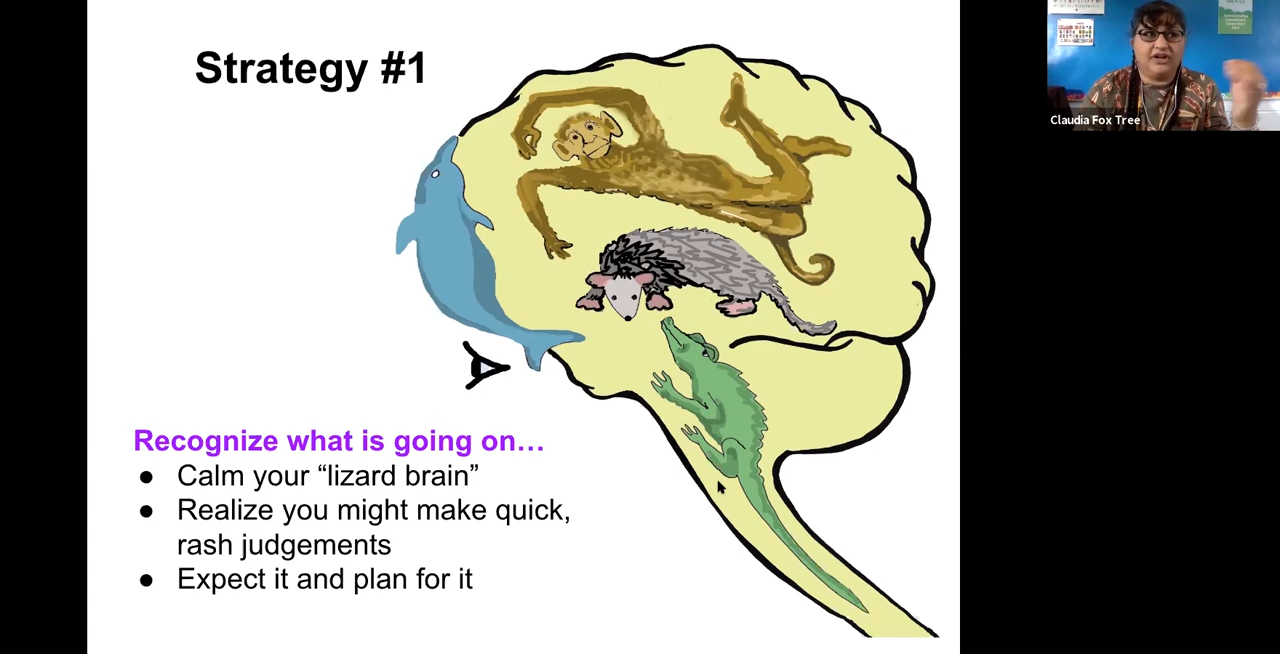 Strategy #1
Claudia Fox Tree
Recognize what is going on…
● Calm your “lizard brain”
● Realize you might make quick,
rash judgements
● Expect it and plan for it